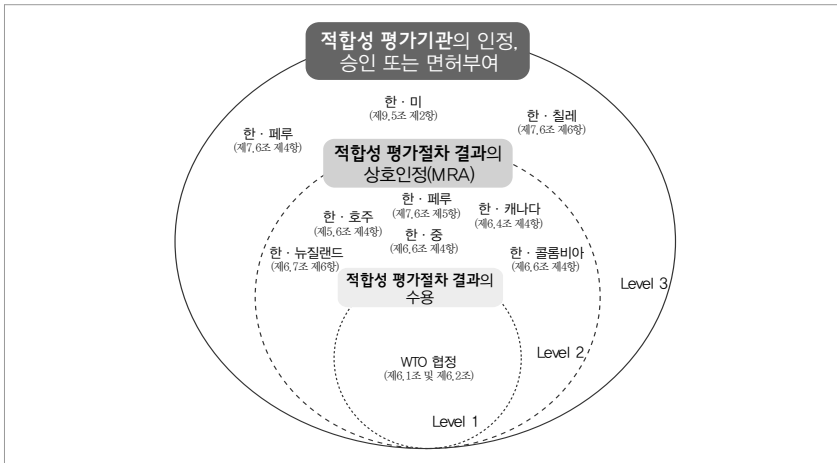 적합성 평가기관의 인정,
승인 또는 면허부여
한 · 미
(제9.5조 제2항)
한 · 칠레
(제7.6조 제6항)
한 · 페루
(제7.6조 제4항)
적합성 평가절차 결과의
상호인정(MRA)
한 · 페루
(제7.6조 제5항)
한 · 캐나다
(제6.4조 제4항)
한 · 호주
(제5.6조 제4항)
한 · 중
(제6.6조 제4항)
한 · 뉴질랜드
(제6.7조 제6항)
한 · 콜롬비아
(제6.6조 제4항)
적합성 평가절차 결과의
수용
Level 3
WTO 협정
(제6.1조 및 제6.2조)
Level 2
Level 1